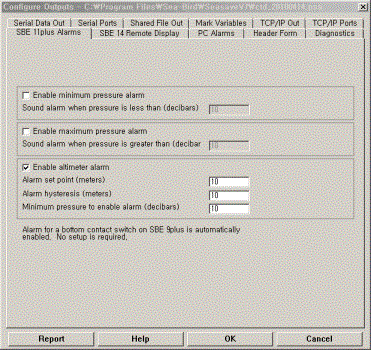 Configure Outputs - C:₩Program Files₩Sea-Bird₩SeasaveV7₩ctd_20100414.psa
Serial Data Out Serial Ports Shared File Out Mark Variables TCP/IP Out TCP/IP Ports
SBE 11plus Alarms SBE 14 Remote Display PC Alarms Header Form Diagnostics
Enable minimum pressure alarm
Sound alarm when pressure is less than (decibars) 10
Enable maximum pressure alarm
Sound alarm when pressure is greater than (decibar 10
Enable altimeter alarm
Alarm set point (meters) 10
Alarm hysteresis (meters) 10
Minimum pressure to enable alarm (decibars) 10
Alarm for a bottom contact switch on SBE 9plus is automatically
enabled. No setup is required.
Report Help OK Cancel